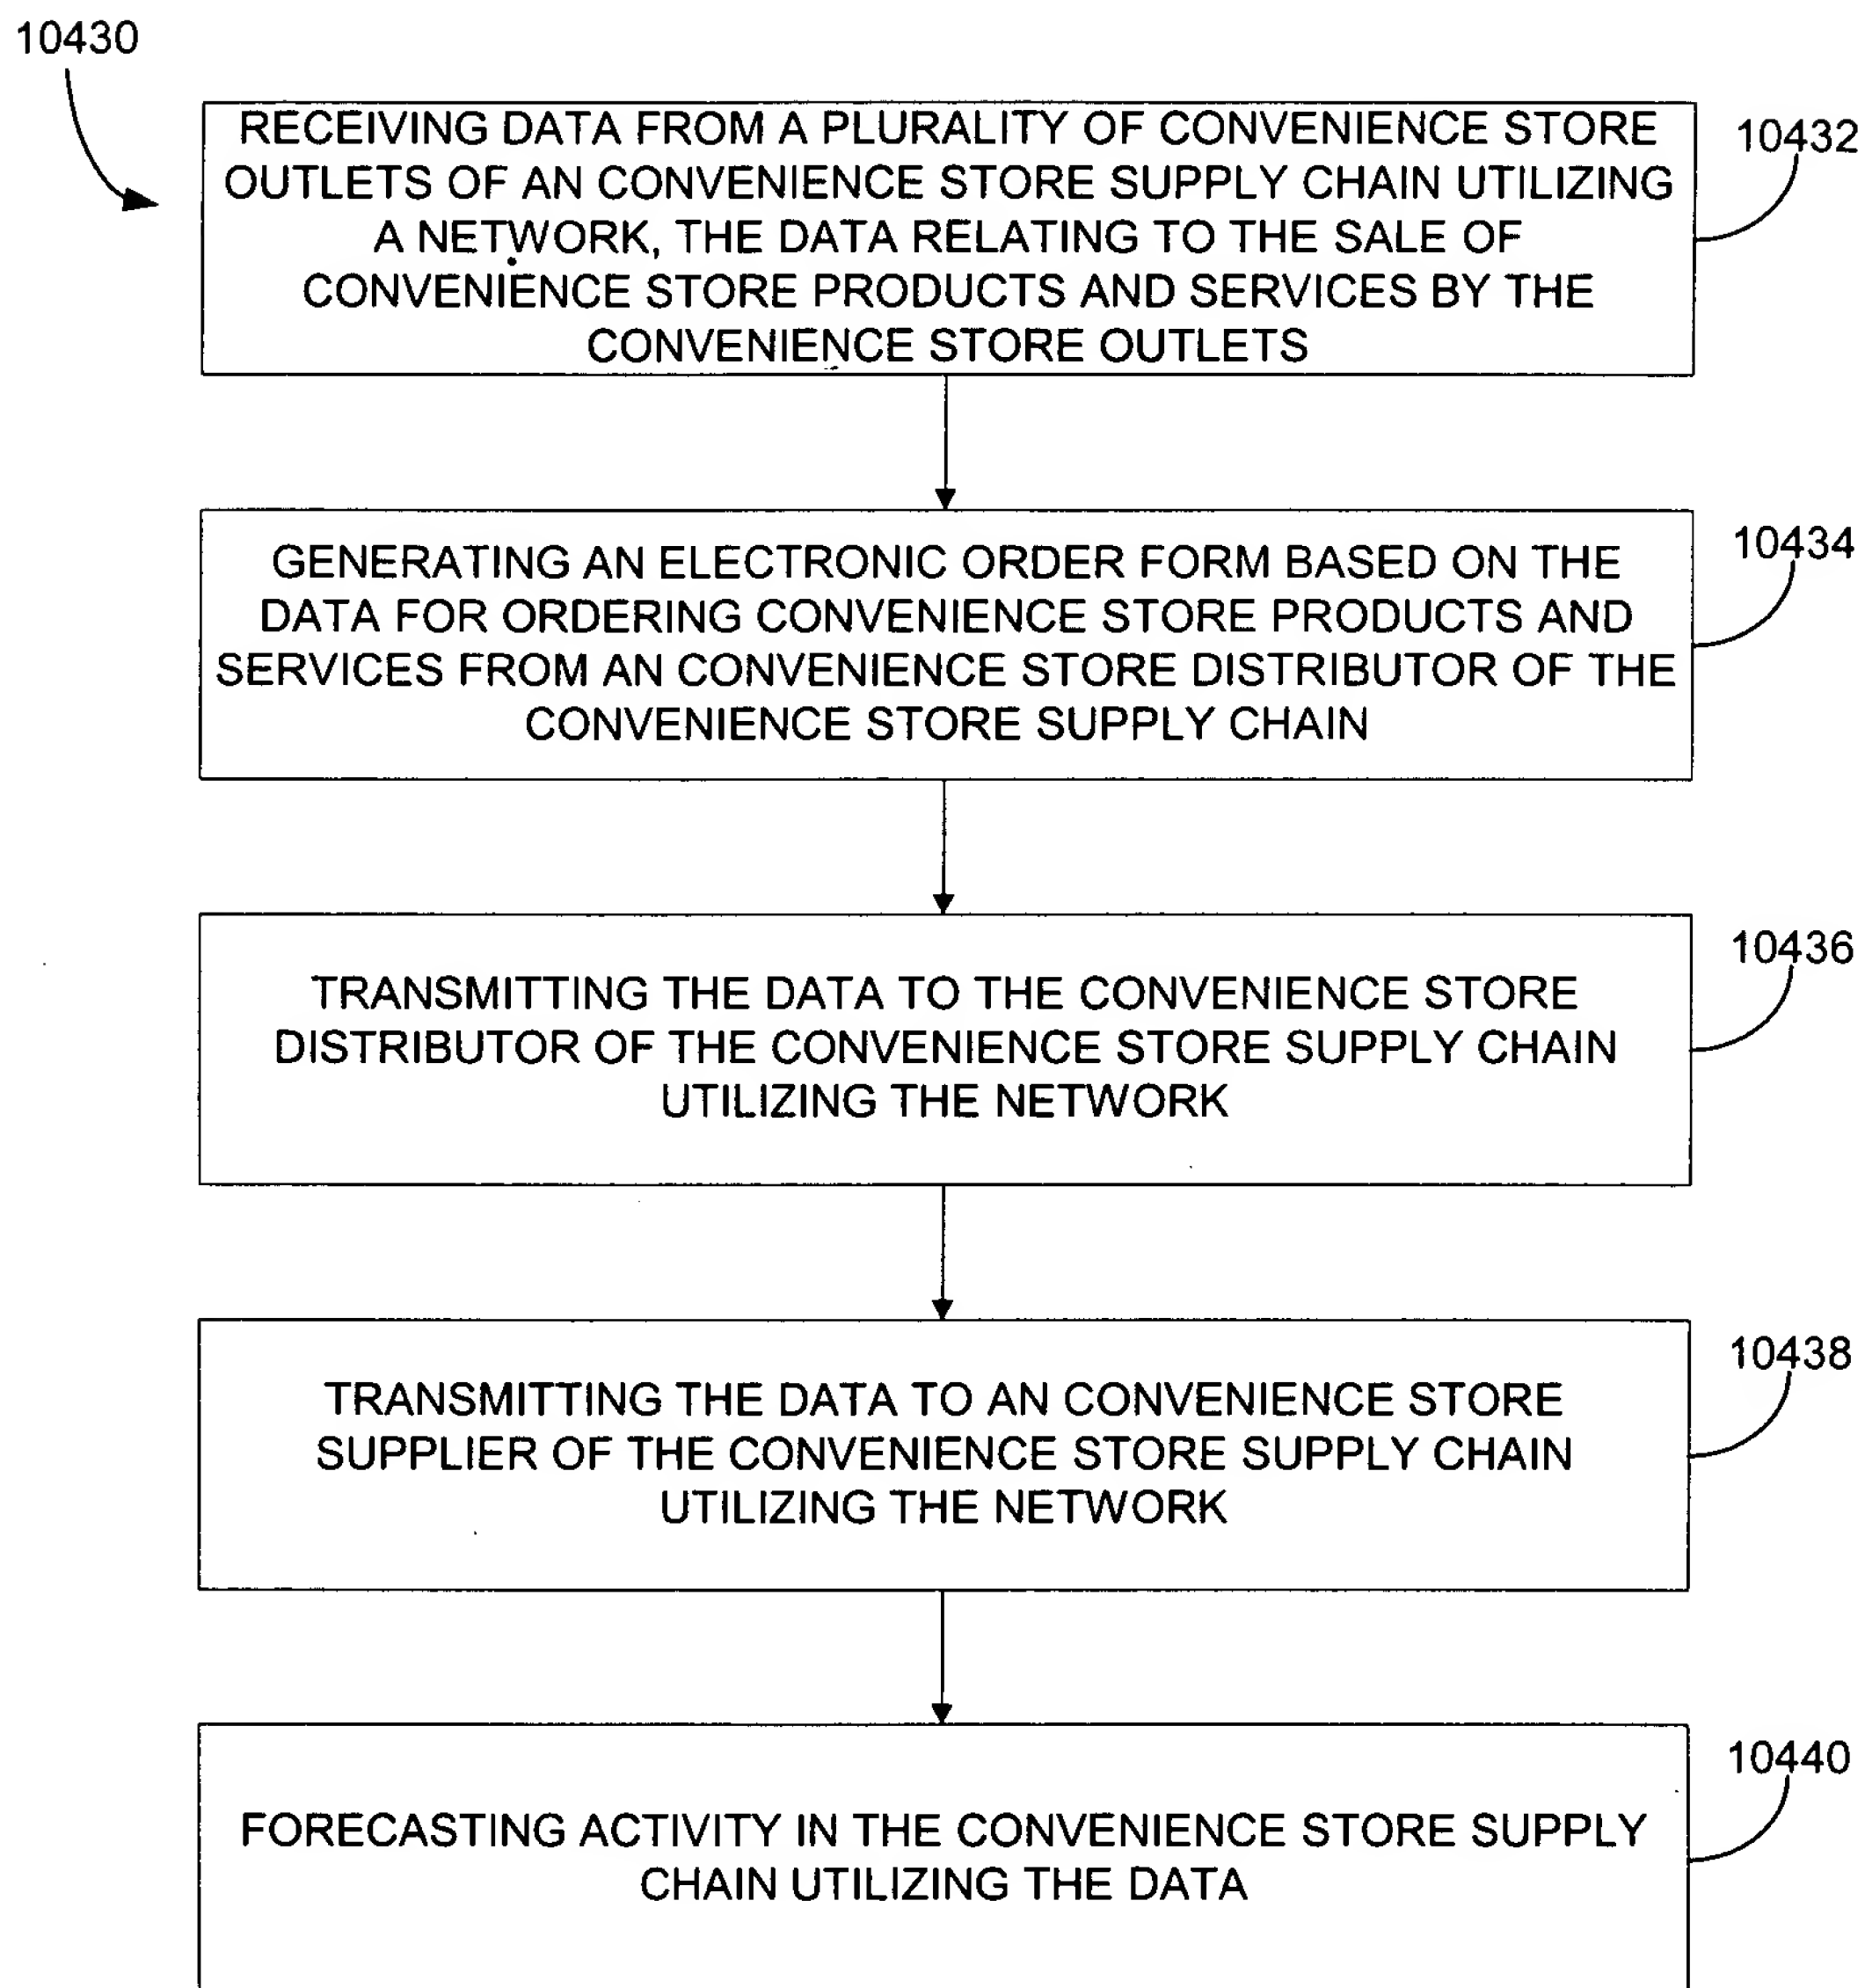 10430
RECEIVING DATA FROM A PLURALITY OF CONVENIENCE STORE
OUTLETS OF AN CONVENIENCE STORE SUPPLY CHAIN UTILIZING
A NETWORK, THE DATA RELATING TO THE SALE OF
CONVENIENCE STORE PRODUCTS AND SERVICES BY THE
CONVENIENCE STORE OUTLETS
10432
GENERATING AN ELECTRONIC ORDER FORM BASED ON THE
DATA FOR ORDERING CONVENIENCE STORE PRODUCTS AND
SERVICES FROM AN CONVENIENCE STORE DISTRIBUTOR OF THE
CONVENIENCE STORE SUPPLY CHAIN
10434
TRANSMITTING THE DATA TO THE CONVENIENCE STORE
DISTRIBUTOR OF THE CONVENIENCE STORE SUPPLY CHAIN
UTILIZING THE NETWORK
10436
TRANSMITTING THE DATA TO AN CONVENIENCE STORE
SUPPLIER OF THE CONVENIENCE STORE SUPPLY CHAIN
UTILIZING THE NETWORK
10438
FORECASTING ACTIVITY IN THE CONVENIENCE STORE SUPPLY
CHAIN UTILIZING THE DATA
10440